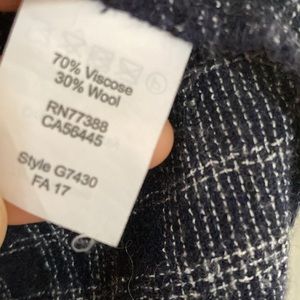 70% Viscose
30% Wool
RN77388
CA56445
Style G7430
FA 17